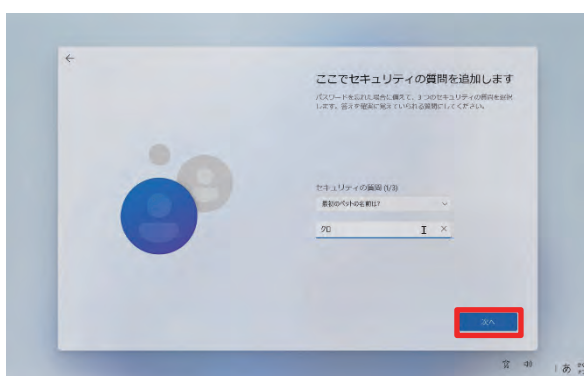 ここでセキュリティの質問を追加します
パスワードを忘れた場合に備えて、3つのセキュリティの質問を選択
します。答えを確実に覚えていられる質問にしてください。
セキュリティの質問 (1/3)
最初のペットの名前は?
クロ
次へ
あ